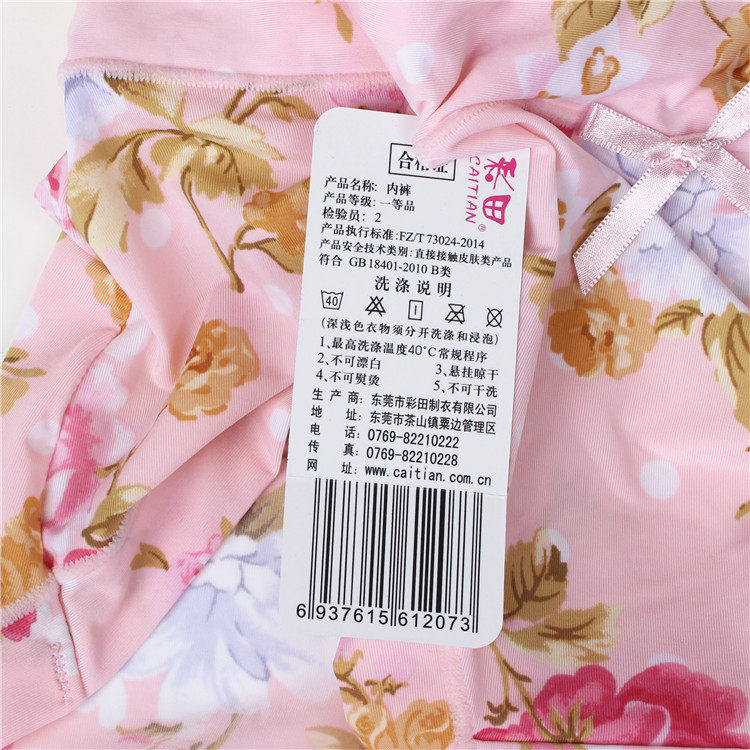 合格证
彩田®
CAITIAN
产品名称: 内裤
产品等级: 一等品
检验员: 2
产品执行标准: FZ/T 73024-2014
产品安全技术类别: 直接接触皮肤类产品
符合 GB 18401-2010 B类
洗涤说明
40
(深浅色衣物须分开洗涤和浸泡)
1、最高洗涤温度40°C常规程序
2、不可漂白 3、悬挂晾干
4、不可熨烫 5、不可干洗
生产商: 东莞市彩田制衣有限公司
地址: 东莞市茶山镇粟边管理区
电话: 0769-82210222
传真: 0769-82210228
网址: www.caitian.com.cn
6 937615 612073